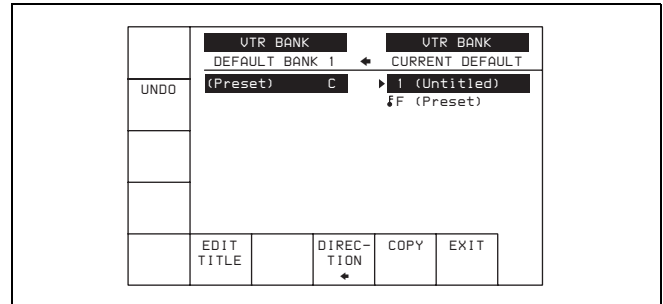 VTR BANK VTR BANK
DEFAULT BANK 1 ← CURRENT DEFAULT
UNDO (Preset) C ▶ 1 (Untitled)
F (Preset)
EDIT TITLE DIREC- TION ← COPY EXIT